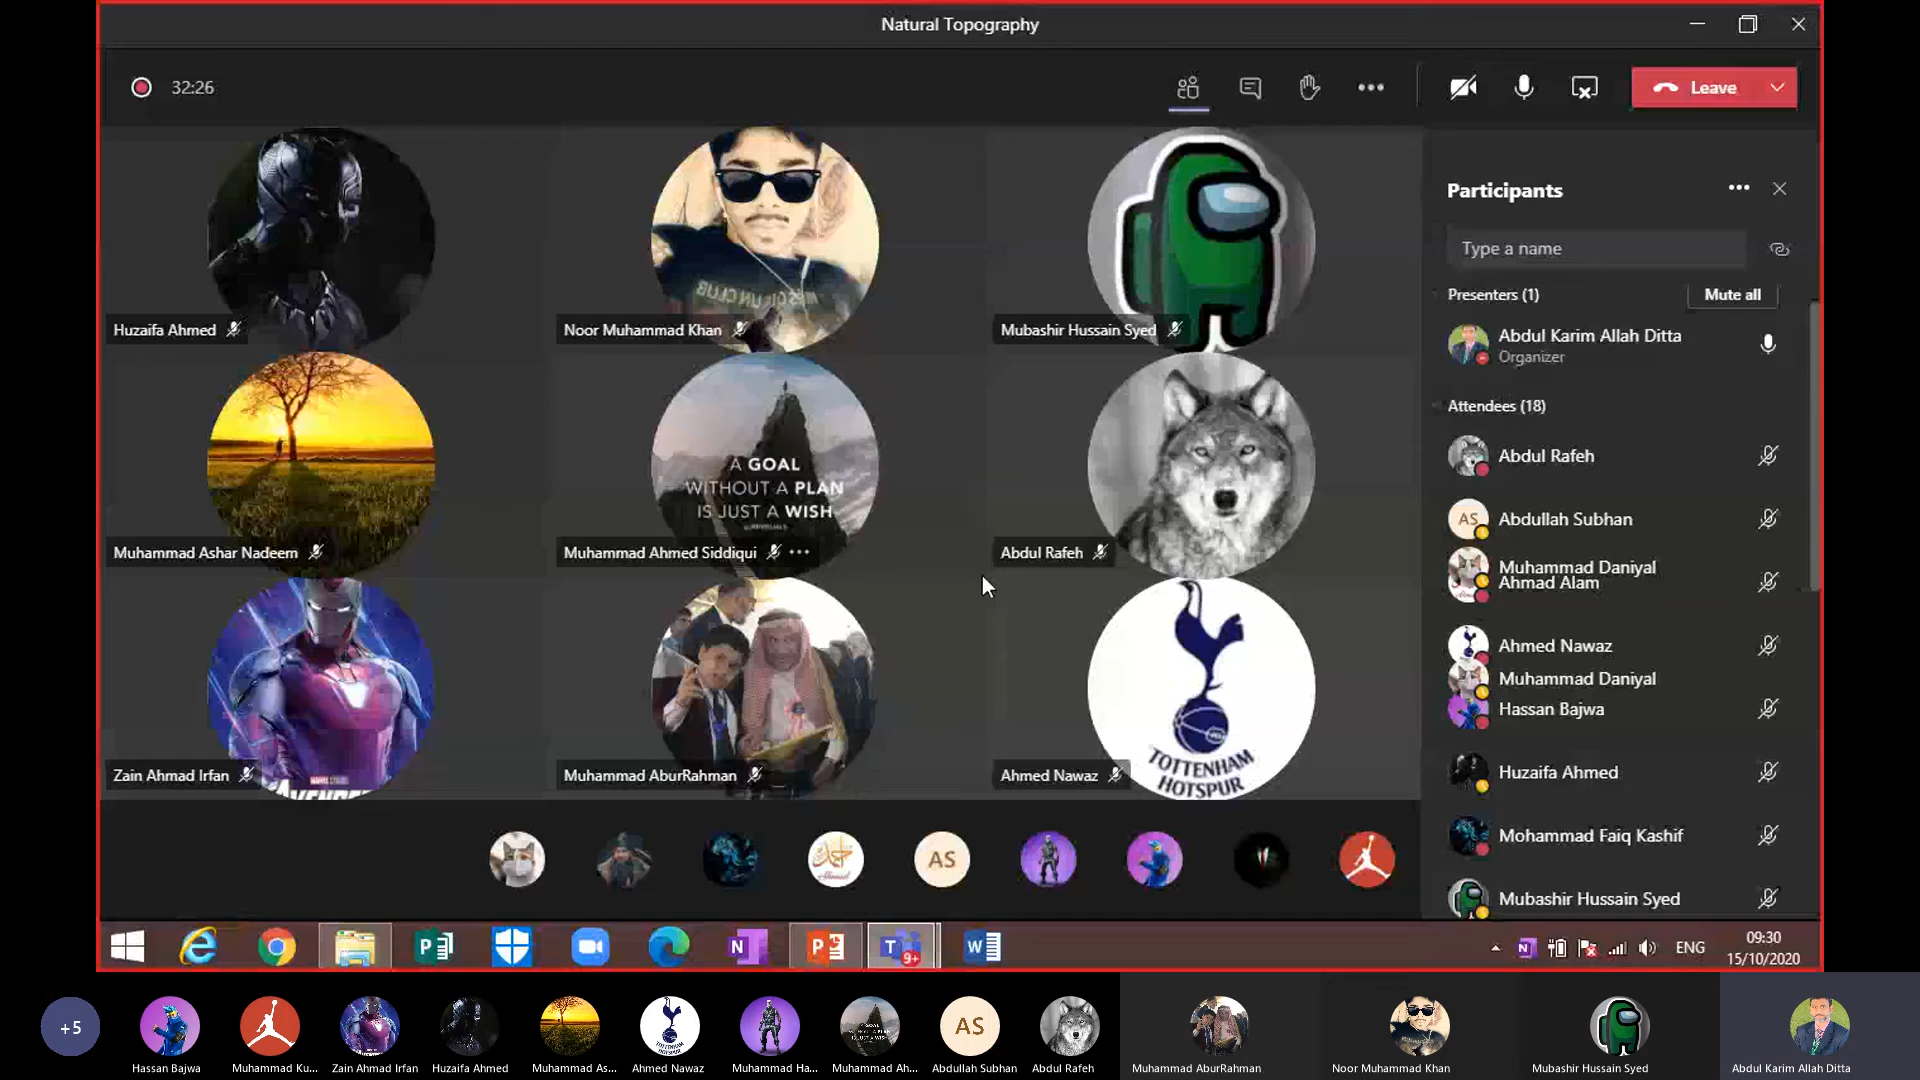 Natural Topography
32:26
Leave
Huzaifa Ahmed
Noor Muhammad Khan
Mubashir Hussain Syed
A GOAL
WITHOUT A PLAN
IS JUST A WISH
Muhammad Ashar Nadeem
Muhammad Ahmed Siddiqui
Abdul Rafeh
TOTTENHAM
HOTSPUR
Zain Ahmad Irfan
Muhammad AburRahman
Ahmed Nawaz
AS
Participants
Type a name
Presenters (1)
Mute all
Abdul Karim Allah Ditta
Organizer
Attendees (18)
Abdul Rafeh
AS
Abdullah Subhan
Muhammad Daniyal
Ahmad Alam
Ahmed Nawaz
Muhammad Daniyal
Hassan Bajwa
Huzaifa Ahmed
Mohammad Faiq Kashif
Mubashir Hussain Syed
9+
ENG
09:30
15/10/2020
+5
AS
Hassan Bajwa
Muhammad Ku...
Zain Ahmad Irfan
Huzaifa Ahmed
Muhammad As...
Ahmed Nawaz
Muhammad Ha...
Muhammad Ah...
Abdullah Subhan
Abdul Rafeh
Muhammad AburRahman
Noor Muhammad Khan
Mubashir Hussain Syed
Abdul Karim Allah Ditta